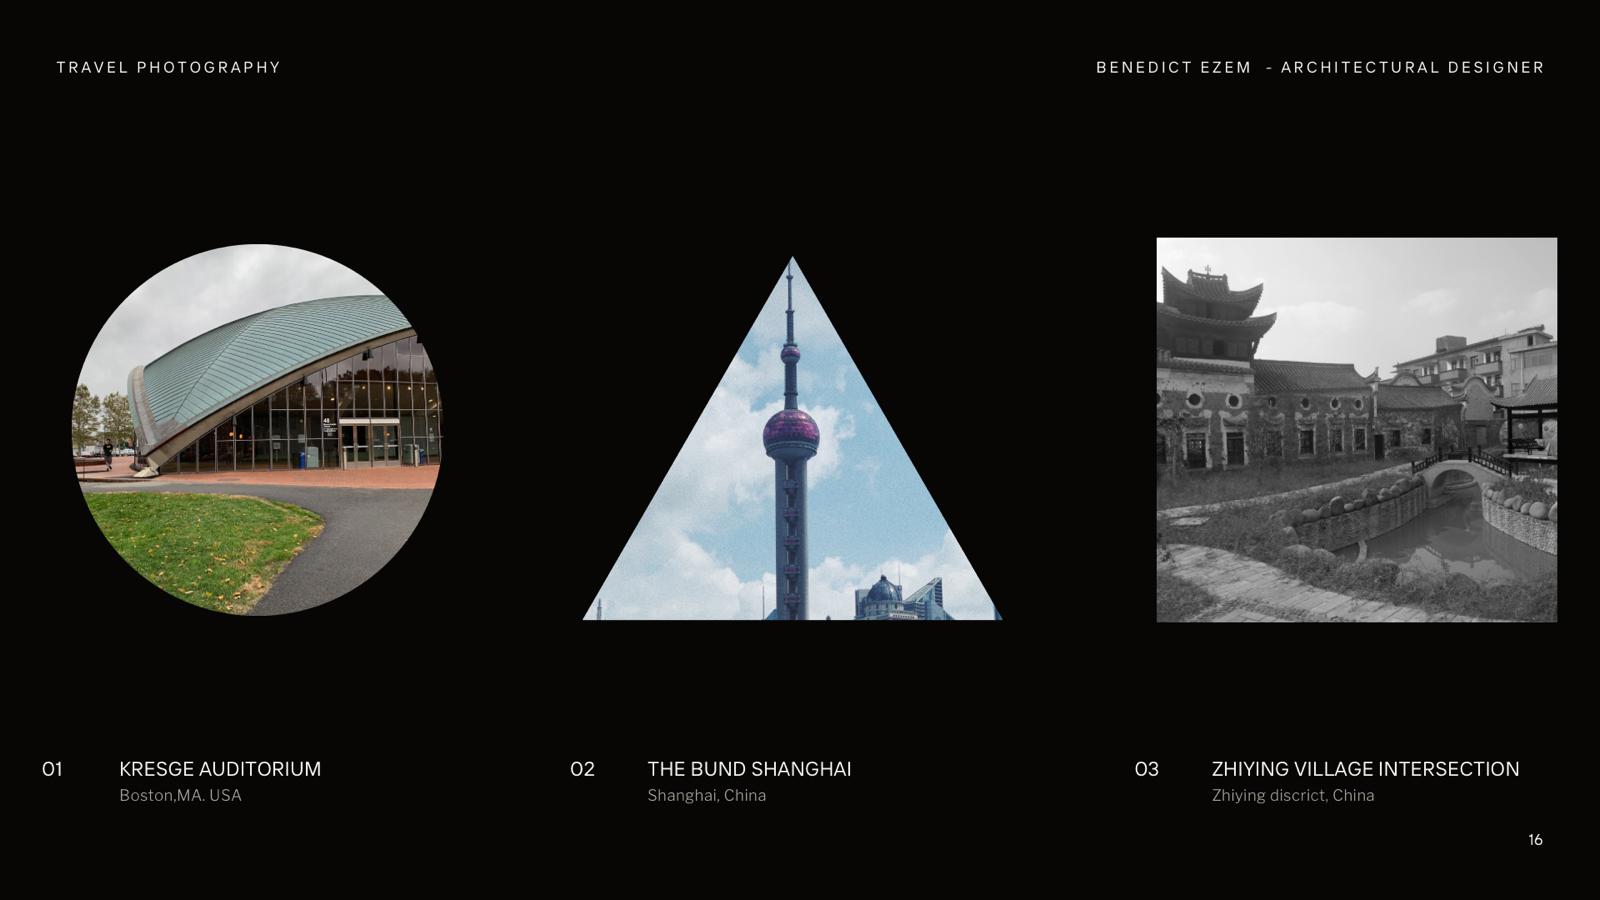 TRAVEL PHOTOGRAPHY
BENEDICT EZEM - ARCHITECTURAL DESIGNER
01
KRESGE AUDITORIUM
Boston,MA. USA
02
THE BUND SHANGHAI
Shanghai, China
03
ZHIYING VILLAGE INTERSECTION
Zhiying discrict, China
16